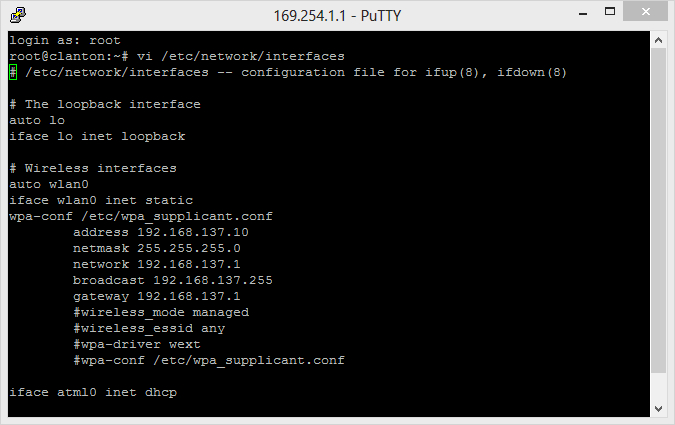 169.254.1.1 - PuTTY
login as: root
root@clanton:~# vi /etc/network/interfaces
# /etc/network/interfaces -- configuration file for ifup(8), ifdown(8)
# The loopback interface
auto lo
iface lo inet loopback
# Wireless interfaces
auto wlan0
iface wlan0 inet static
wpa-conf /etc/wpa_supplicant.conf
address 192.168.137.10
netmask 255.255.255.0
network 192.168.137.1
broadcast 192.168.137.255
gateway 192.168.137.1
#wireless_mode managed
#wireless_essid any
#wpa-driver wext
#wpa-conf /etc/wpa_supplicant.conf
iface atml0 inet dhcp